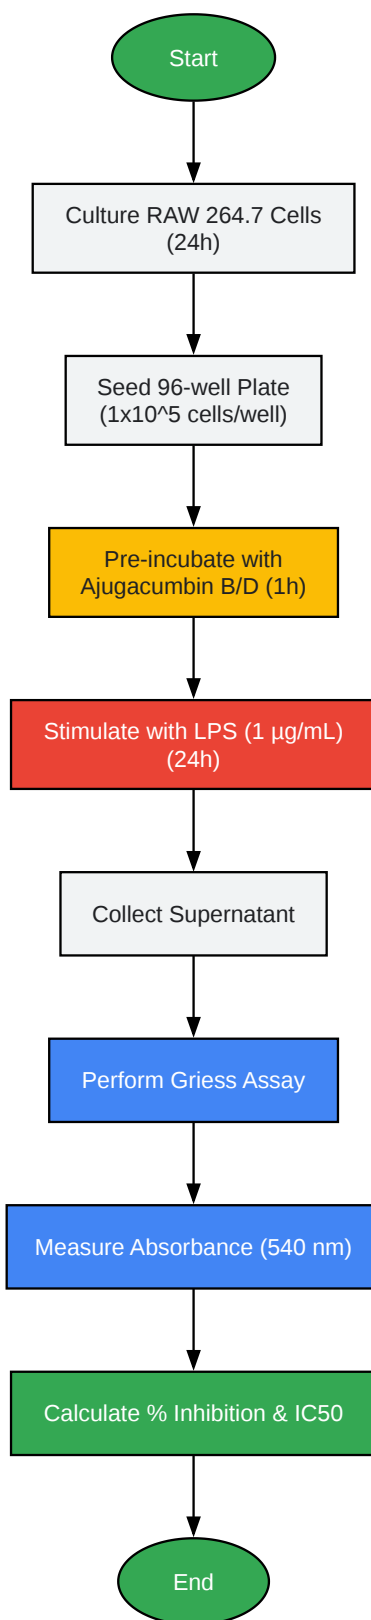 Start
Culture RAW 264.7 Cells
(24h)
Seed 96-well Plate
(1x10^5 cells/well)
Pre-incubate with
Ajugacumbin B/D (1h)
Stimulate with LPS (1 µg/mL)
(24h)
Collect Supernatant
Perform Griess Assay
Measure Absorbance (540 nm)
Calculate % Inhibition & IC50
End